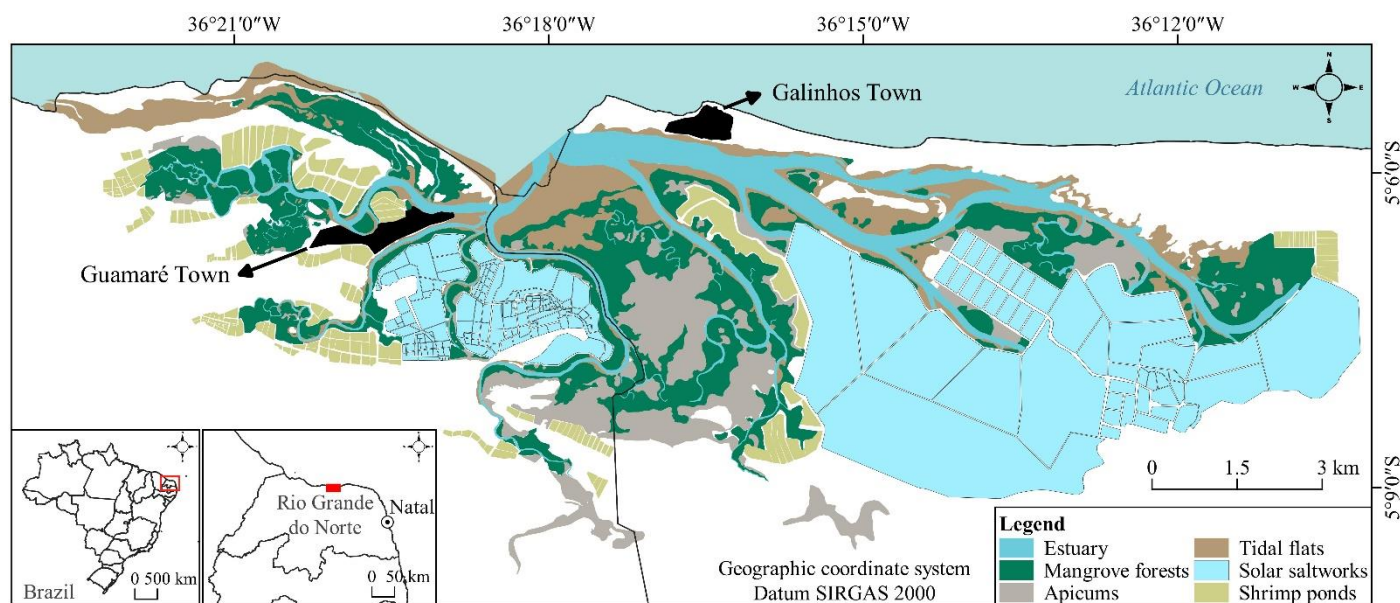 36°21′0″W 36°18′0″W 36°15′0″W 36°12′0″W
N
W E
S
Atlantic Ocean
Galinhos Town
5°6′0″S
Guamaré Town
0 1.5 3 km
5°9′0″S
Brazil
0 500 km
Rio Grande
do Norte
Natal
0 50 km
Geographic coordinate system
Datum SIRGAS 2000
Legend
Estuary
Mangrove forests
Apicums
Tidal flats
Solar saltworks
Shrimp ponds